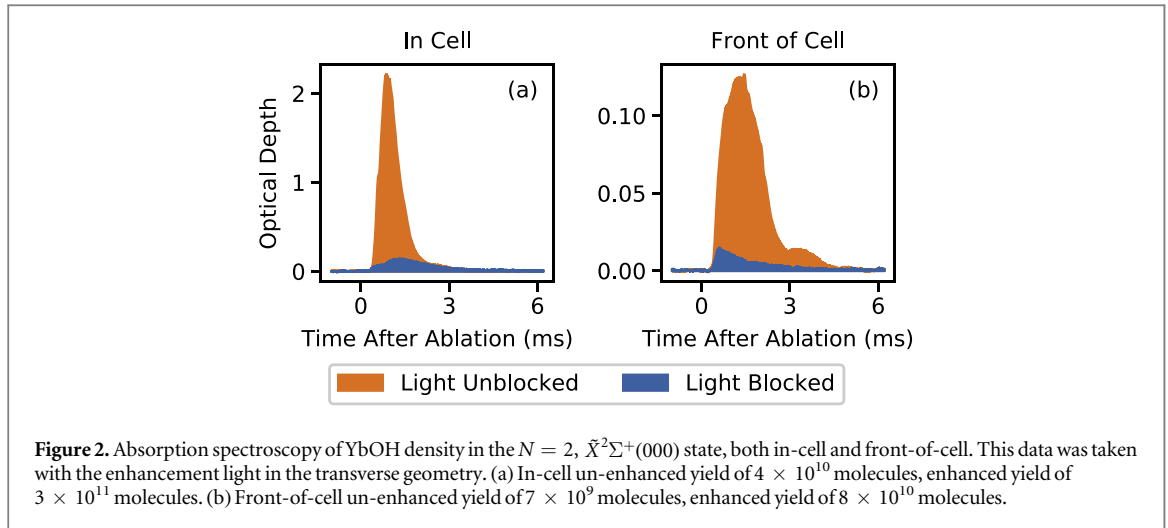 In Cell
Front of Cell
(a)
(b)
Optical Depth
2
1
0
0.10
0.05
0.00
0 3 6
0 3 6
Time After Ablation (ms)
Time After Ablation (ms)
Light Unblocked
Light Blocked
Figure 2. Absorption spectroscopy of YbOH density in the N = 2, X̃²Σ⁺(000) state, both in-cell and front-of-cell. This data was taken
with the enhancement light in the transverse geometry. (a) In-cell un-enhanced yield of 4 × 10¹⁰ molecules, enhanced yield of
3 × 10¹¹ molecules. (b) Front-of-cell un-enhanced yield of 7 × 10⁹ molecules, enhanced yield of 8 × 10¹⁰ molecules.